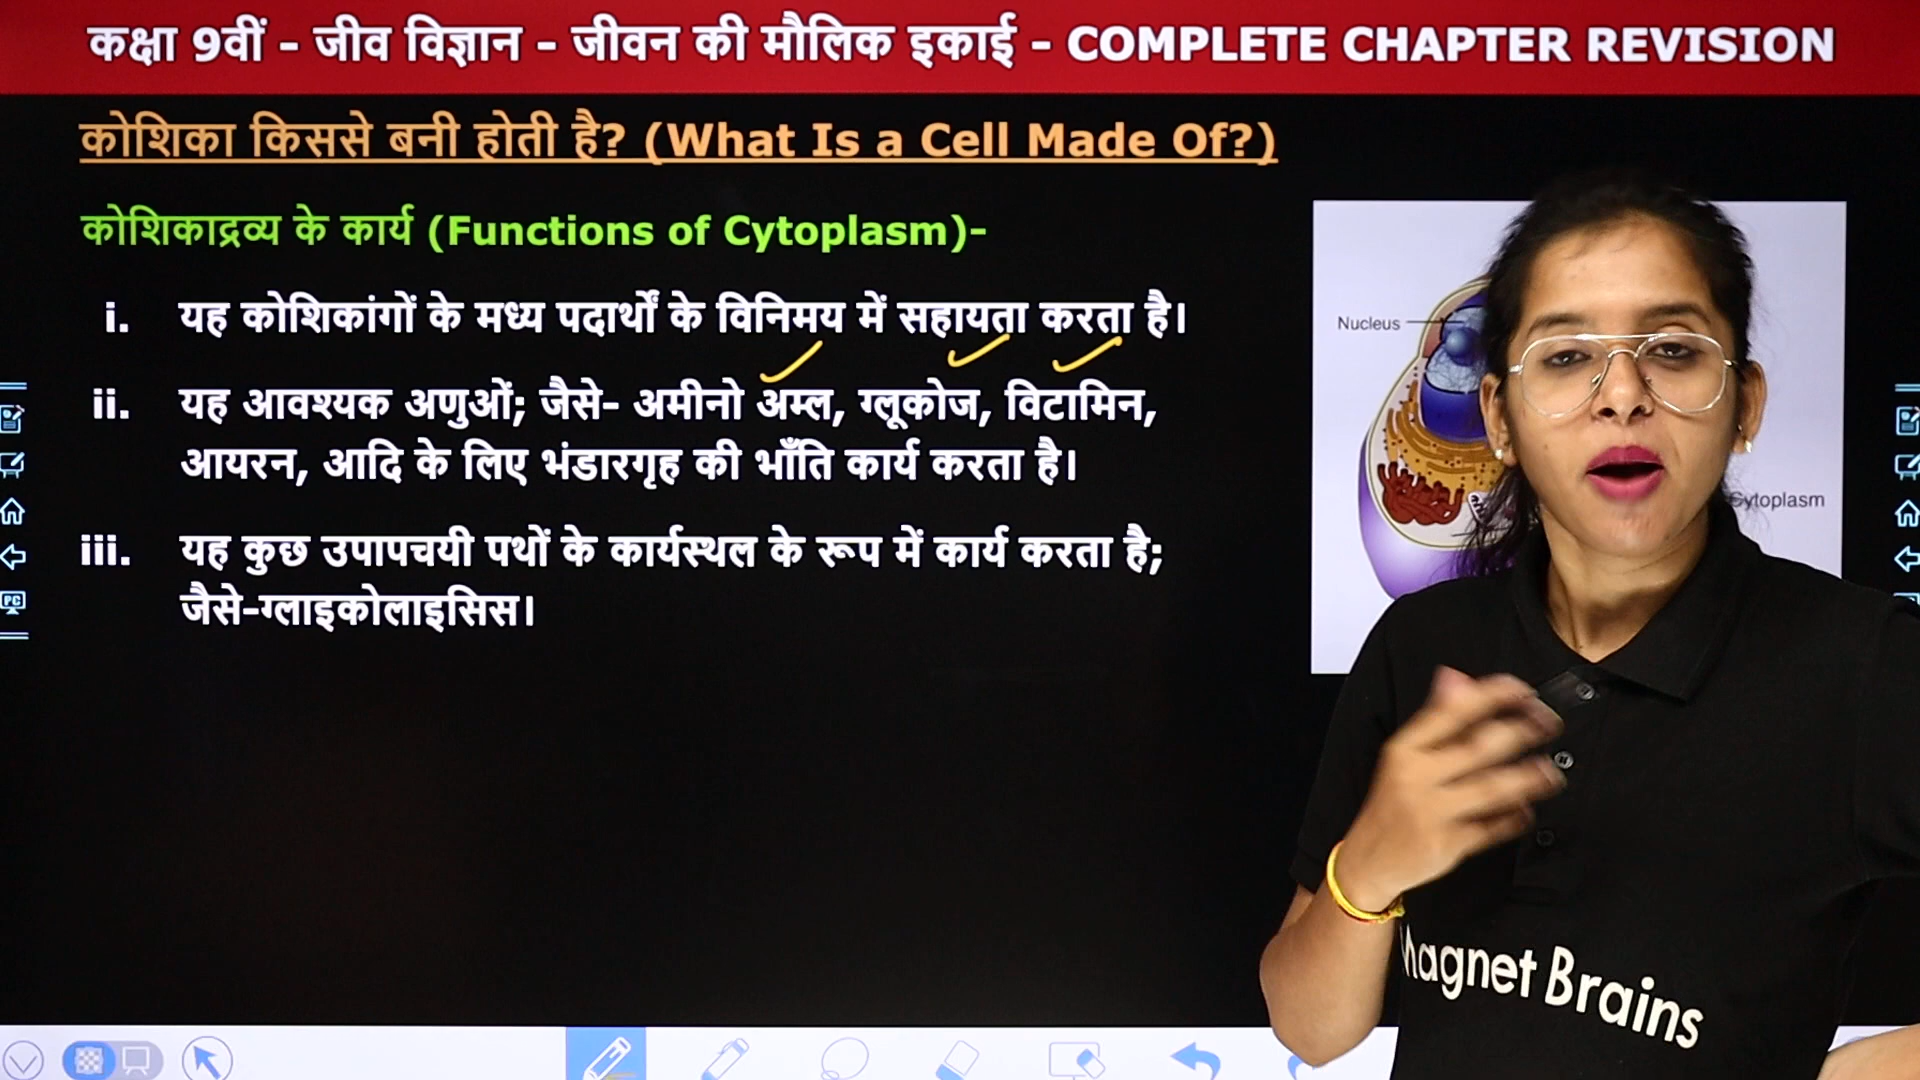 कक्षा 9वीं - जीव विज्ञान - जीवन की मौलिक इकाई - COMPLETE CHAPTER REVISION
कोशिका किससे बनी होती है? (What Is a Cell Made Of?)
कोशिकाद्रव्य के कार्य (Functions of Cytoplasm)-
i. यह कोशिकांगों के मध्य पदार्थों के विनिमय में सहायता करता है।
ii. यह आवश्यक अणुओं; जैसे- अमीनो अम्ल, ग्लूकोज, विटामिन,
आयरन, आदि के लिए भंडारगृह की भाँति कार्य करता है।
iii. यह कुछ उपापचयी पथों के कार्यस्थल के रूप में कार्य करता है;
जैसे-ग्लाइकोलाइसिस।
Nucleus
Cytoplasm
PC
magnet Brains